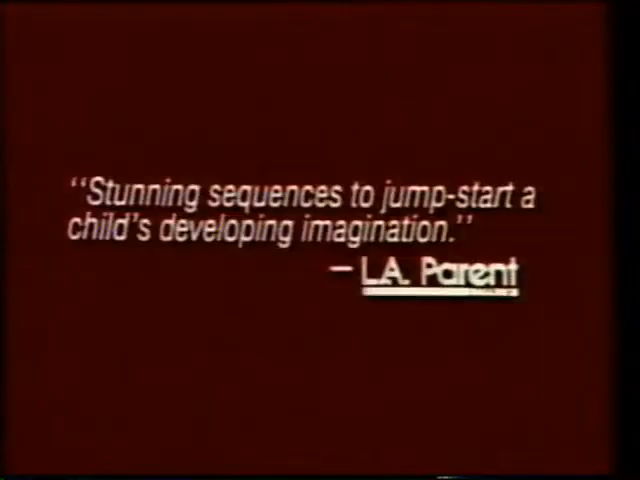 ‘‘Stunning sequences to jump-start a
child's developing imagination.’’
– L.A. Parent